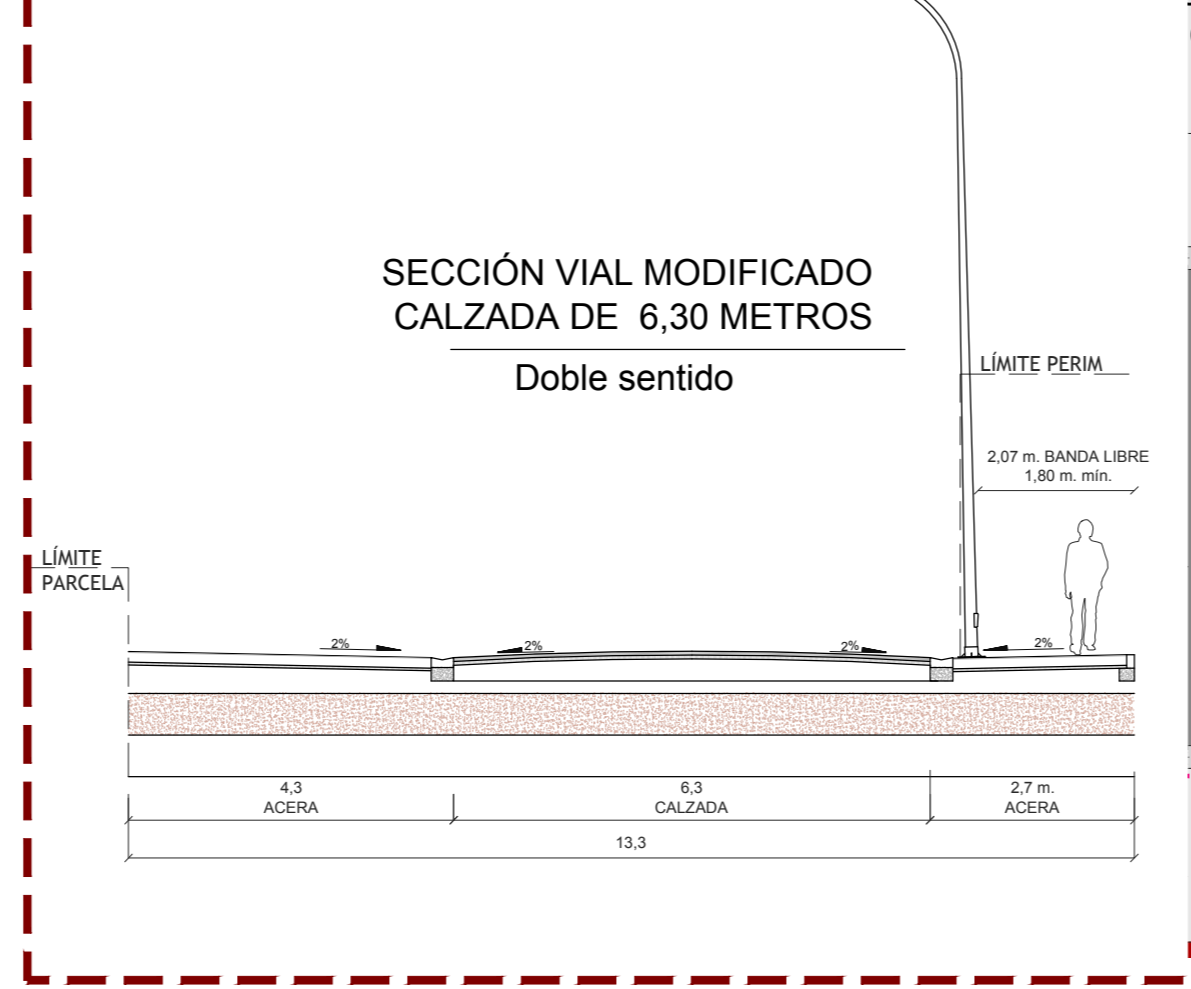 SECCIÓN VIAL MODIFICADO
CALZADA DE 6,30 METROS
Doble sentido
LÍMITE PERIM
2,07 m. BANDA LIBRE
1,80 m. mín.
LÍMITE
PARCELA
2% 2% 2% 2%
4,3 6,3 2,7 m.
ACERA CALZADA ACERA
13,3